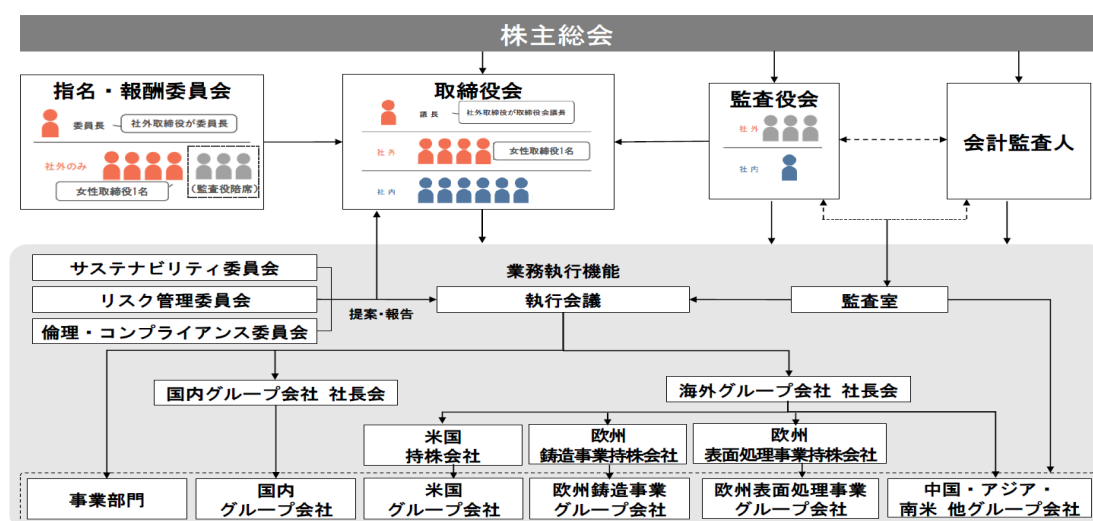 株主総会
指名・報酬委員会
委員長
社外取締役が委員長
社外のみ
女性取締役1名
(監査役陪席)
取締役会
議長
社外取締役が取締役会議長
社外
女性取締役1名
社内
監査役会
社外
社内
会計監査人
サステナビリティ委員会
リスク管理委員会
倫理・コンプライアンス委員会
提案・報告
業務執行機能
執行会議
監査室
国内グループ会社 社長会
海外グループ会社 社長会
米国
持株会社
欧州
鋳造事業持株会社
欧州
表面処理事業持株会社
事業部門
国内
グループ会社
米国
グループ会社
欧州鋳造事業
グループ会社
欧州表面処理事業
グループ会社
中国・アジア・
南米 他グループ会社